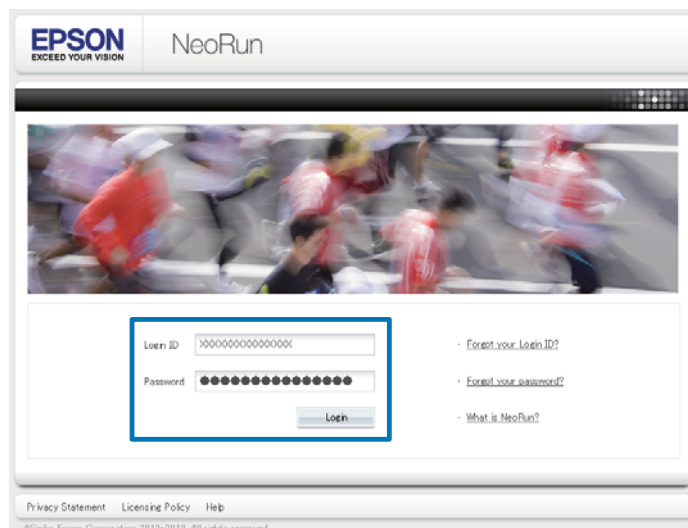 EPSON
EXCEED YOUR VISION
NeoRun
Login ID XXXXXXXXXXXXXXX
Forgot your Login ID?
Password ●●●●●●●●●●●●●●●
Forgot your password?
Login
What is NeoRun?
Privacy Statement Licensing Policy Help